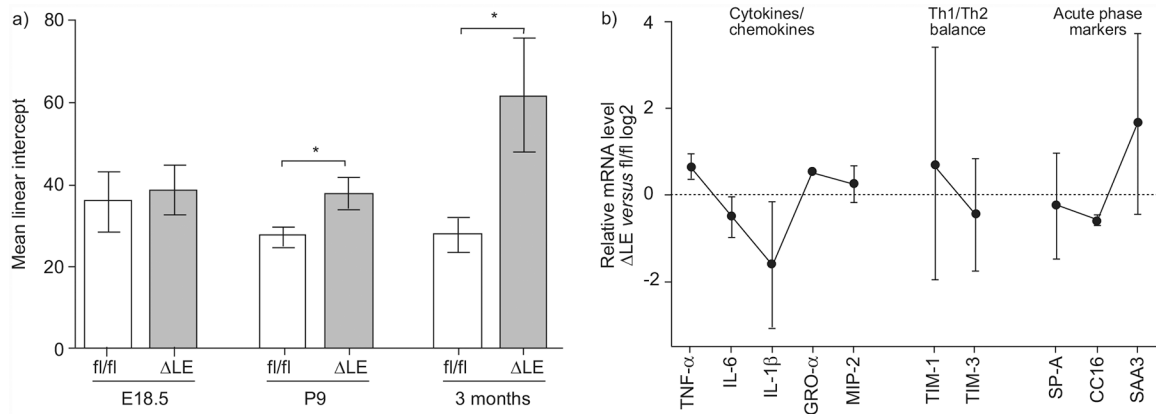 a)
Mean linear intercept
80
60
40
20
0
*
*
fl/fl ΔLE fl/fl ΔLE fl/fl ΔLE
E18.5 P9 3 months
b)
Cytokines/
chemokines
Th1/Th2
balance
Acute phase
markers
Relative mRNA level
ΔLE versus fl/fl log2
4
2
0
-2
TNF-α
IL-6
IL-1β
GRO-α
MIP-2
TIM-1
TIM-3
SP-A
CC16
SAA3